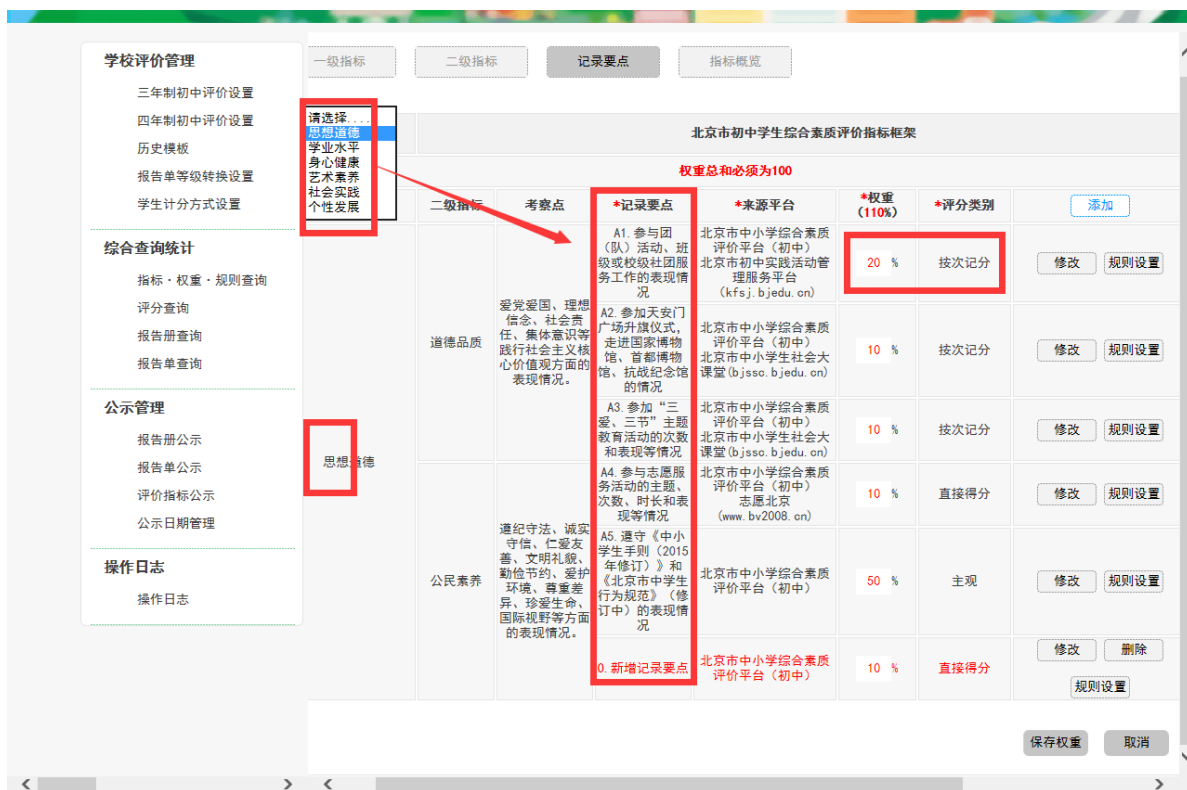 学校评价管理
三年制初中评价设置
四年制初中评价设置
历史模板
报告单等级转换设置
学生计分方式设置
综合查询统计
指标·权重·规则查询
评分查询
报告册查询
报告单查询
公示管理
报告册公示
报告单公示
评价指标公示
公示日期管理
操作日志
操作日志
一级指标
二级指标
记录要点
指标概览
请选择....
思想道德
学业水平
身心健康
艺术素养
社会实践
个性发展
北京市初中学生综合素质评价指标框架
权重总和必须为100
二级指标
考察点
*记录要点
*来源平台
*权重
(110%)
*评分类别
添加
思想道德
道德品质
爱党爱国、理想
信念、社会责
任、集体意识等
践行社会主义核
心价值观方面的
表现情况。
A1. 参与团
（队）活动、班
级或校级社团服
务工作的表现情
况
北京市中小学综合素质
评价平台（初中）
北京市初中实践活动管
理服务平台
(kfsj.bjedu.cn)
20 %
按次记分
修改
规则设置
A2. 参加天安门
广场升旗仪式，
走进国家博物
馆、首都博物
馆、抗战纪念馆
的情况
北京市中小学综合素质
评价平台（初中）
北京市中小学生社会大
课堂(bjssc.bjedu.cn)
10 %
按次记分
修改
规则设置
A3. 参加“三
爱、三节”主题
教育活动的次数
和表现等情况
北京市中小学综合素质
评价平台（初中）
北京市中小学生社会大
课堂(bjssc.bjedu.cn)
10 %
按次记分
修改
规则设置
公民素养
遵纪守法、诚实
守信、仁爱友
善、文明礼貌、
勤俭节约、爱护
环境、尊重差
异、珍爱生命、
国际视野等方面
的表现情况。
A4. 参与志愿服
务活动的主题、
次数、时长和表
现等情况
北京市中小学综合素质
评价平台（初中）
志愿北京
(www.bv2008.cn)
10 %
直接得分
修改
规则设置
A5. 遵守《中小
学生手则（2015
年修订）》和
《北京市中学生
行为规范》（修
订中）的表现情
况
北京市中小学综合素质
评价平台（初中）
50 %
主观
修改
规则设置
0. 新增记录要点
北京市中小学综合素质
评价平台（初中）
10 %
直接得分
修改
删除
规则设置
保存权重
取消